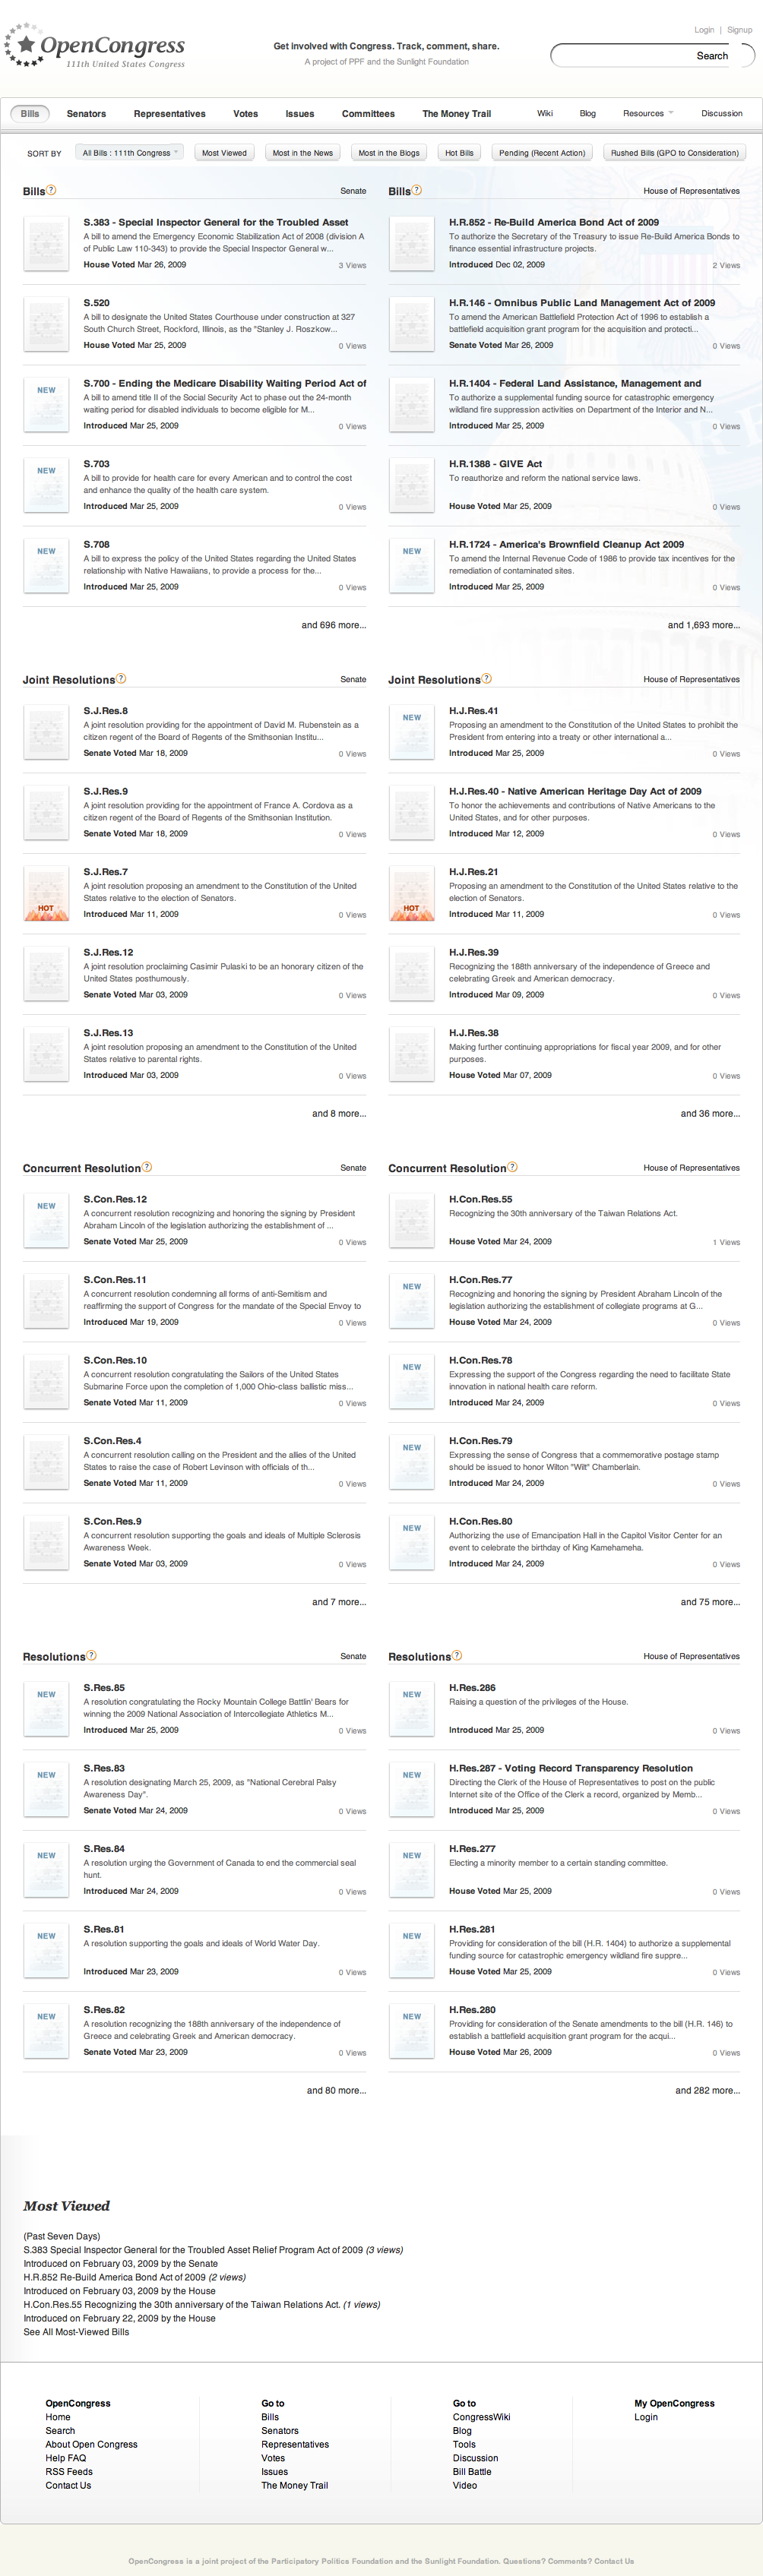 Login | Signup
OpenCongress
111th United States Congress
Get involved with Congress. Track, comment, share.
A project of PPF and the Sunlight Foundation
Search
Bills Senators Representatives Votes Issues Committees The Money Trail Wiki Blog Resources Discussion
SORT BY All Bills : 111th Congress Most Viewed Most in the News Most in the Blogs Hot Bills Pending (Recent Action) Rushed Bills (GPO to Consideration)
Bills? Senate
S.383 - Special Inspector General for the Troubled Asset
A bill to amend the Emergency Economic Stabilization Act of 2008 (division A
of Public Law 110-343) to provide the Special Inspector General w...
House Voted Mar 26, 2009 3 Views
S.520
A bill to designate the United States Courthouse under construction at 327
South Church Street, Rockford, Illinois, as the "Stanley J. Roszkow...
House Voted Mar 25, 2009 0 Views
NEW
S.700 - Ending the Medicare Disability Waiting Period Act of
A bill to amend title II of the Social Security Act to phase out the 24-month
waiting period for disabled individuals to become eligible for M...
Introduced Mar 25, 2009 0 Views
NEW
S.703
A bill to provide for health care for every American and to control the cost
and enhance the quality of the health care system.
Introduced Mar 25, 2009 0 Views
NEW
S.708
A bill to express the policy of the United States regarding the United States
relationship with Native Hawaiians, to provide a process for the...
Introduced Mar 25, 2009 0 Views
and 696 more...
Bills? House of Representatives
H.R.852 - Re-Build America Bond Act of 2009
To authorize the Secretary of the Treasury to issue Re-Build America Bonds to
finance essential infrastructure projects.
Introduced Dec 02, 2009 2 Views
H.R.146 - Omnibus Public Land Management Act of 2009
To amend the American Battlefield Protection Act of 1996 to establish a
battlefield acquisition grant program for the acquisition and protecti...
Senate Voted Mar 26, 2009 0 Views
H.R.1404 - Federal Land Assistance, Management and
To authorize a supplemental funding source for catastrophic emergency
wildland fire suppression activities on Department of the Interior and N...
Introduced Mar 25, 2009 0 Views
H.R.1388 - GIVE Act
To reauthorize and reform the national service laws.
House Voted Mar 25, 2009 0 Views
NEW
H.R.1724 - America's Brownfield Cleanup Act 2009
To amend the Internal Revenue Code of 1986 to provide tax incentives for the
remediation of contaminated sites.
Introduced Mar 25, 2009 0 Views
and 1,693 more...
Joint Resolutions? Senate
S.J.Res.8
A joint resolution providing for the appointment of David M. Rubenstein as a
citizen regent of the Board of Regents of the Smithsonian Institu...
Senate Voted Mar 18, 2009 0 Views
S.J.Res.9
A joint resolution providing for the appointment of France A. Cordova as a
citizen regent of the Board of Regents of the Smithsonian Institution.
Senate Voted Mar 18, 2009 0 Views
HOT
S.J.Res.7
A joint resolution proposing an amendment to the Constitution of the United
States relative to the election of Senators.
Introduced Mar 11, 2009 0 Views
S.J.Res.12
A joint resolution proclaiming Casimir Pulaski to be an honorary citizen of the
United States posthumously.
Senate Voted Mar 03, 2009 0 Views
S.J.Res.13
A joint resolution proposing an amendment to the Constitution of the United
States relative to parental rights.
Introduced Mar 03, 2009 0 Views
and 8 more...
Joint Resolutions? House of Representatives
NEW
H.J.Res.41
Proposing an amendment to the Constitution of the United States to prohibit the
President from entering into a treaty or other international a...
Introduced Mar 25, 2009 0 Views
H.J.Res.40 - Native American Heritage Day Act of 2009
To honor the achievements and contributions of Native Americans to the
United States, and for other purposes.
Introduced Mar 12, 2009 0 Views
HOT
H.J.Res.21
Proposing an amendment to the Constitution of the United States relative to the
election of Senators.
Introduced Mar 11, 2009 0 Views
H.J.Res.39
Recognizing the 188th anniversary of the independence of Greece and
celebrating Greek and American democracy.
Introduced Mar 09, 2009 0 Views
H.J.Res.38
Making further continuing appropriations for fiscal year 2009, and for other
purposes.
House Voted Mar 07, 2009 0 Views
and 36 more...
Concurrent Resolution? Senate
NEW
S.Con.Res.12
A concurrent resolution recognizing and honoring the signing by President
Abraham Lincoln of the legislation authorizing the establishment of ...
Senate Voted Mar 25, 2009 0 Views
S.Con.Res.11
A concurrent resolution condemning all forms of anti-Semitism and
reaffirming the support of Congress for the mandate of the Special Envoy to
Introduced Mar 19, 2009 0 Views
S.Con.Res.10
A concurrent resolution congratulating the Sailors of the United States
Submarine Force upon the completion of 1,000 Ohio-class ballistic miss...
Senate Voted Mar 11, 2009 0 Views
S.Con.Res.4
A concurrent resolution calling on the President and the allies of the United
States to raise the case of Robert Levinson with officials of th...
Senate Voted Mar 11, 2009 0 Views
S.Con.Res.9
A concurrent resolution supporting the goals and ideals of Multiple Sclerosis
Awareness Week.
Senate Voted Mar 03, 2009 0 Views
and 7 more...
Concurrent Resolution? House of Representatives
H.Con.Res.55
Recognizing the 30th anniversary of the Taiwan Relations Act.
House Voted Mar 24, 2009 1 Views
NEW
H.Con.Res.77
Recognizing and honoring the signing by President Abraham Lincoln of the
legislation authorizing the establishment of collegiate programs at G...
House Voted Mar 24, 2009 0 Views
NEW
H.Con.Res.78
Expressing the support of the Congress regarding the need to facilitate State
innovation in national health care reform.
Introduced Mar 24, 2009 0 Views
NEW
H.Con.Res.79
Expressing the sense of Congress that a commemorative postage stamp
should be issued to honor Wilton "Wilt" Chamberlain.
Introduced Mar 24, 2009 0 Views
NEW
H.Con.Res.80
Authorizing the use of Emancipation Hall in the Capitol Visitor Center for an
event to celebrate the birthday of King Kamehameha.
Introduced Mar 24, 2009 0 Views
and 75 more...
Resolutions? Senate
NEW
S.Res.85
A resolution congratulating the Rocky Mountain College Battlin' Bears for
winning the 2009 National Association of Intercollegiate Athletics M...
Introduced Mar 25, 2009 0 Views
NEW
S.Res.83
A resolution designating March 25, 2009, as "National Cerebral Palsy
Awareness Day".
Senate Voted Mar 24, 2009 0 Views
NEW
S.Res.84
A resolution urging the Government of Canada to end the commercial seal
hunt.
Introduced Mar 24, 2009 0 Views
NEW
S.Res.81
A resolution supporting the goals and ideals of World Water Day.
Introduced Mar 23, 2009 0 Views
NEW
S.Res.82
A resolution recognizing the 188th anniversary of the independence of
Greece and celebrating Greek and American democracy.
Senate Voted Mar 23, 2009 0 Views
and 80 more...
Resolutions? House of Representatives
NEW
H.Res.286
Raising a question of the privileges of the House.
Introduced Mar 25, 2009 0 Views
NEW
H.Res.287 - Voting Record Transparency Resolution
Directing the Clerk of the House of Representatives to post on the public
Internet site of the Office of the Clerk a record, organized by Memb...
Introduced Mar 25, 2009 0 Views
NEW
H.Res.277
Electing a minority member to a certain standing committee.
House Voted Mar 25, 2009 0 Views
NEW
H.Res.281
Providing for consideration of the bill (H.R. 1404) to authorize a supplemental
funding source for catastrophic emergency wildland fire suppre...
House Voted Mar 25, 2009 0 Views
NEW
H.Res.280
Providing for consideration of the Senate amendments to the bill (H.R. 146) to
establish a battlefield acquisition grant program for the acqui...
House Voted Mar 26, 2009 0 Views
and 282 more...
Most Viewed
(Past Seven Days)
S.383 Special Inspector General for the Troubled Asset Relief Program Act of 2009 (3 views)
Introduced on February 03, 2009 by the Senate
H.R.852 Re-Build America Bond Act of 2009 (2 views)
Introduced on February 03, 2009 by the House
H.Con.Res.55 Recognizing the 30th anniversary of the Taiwan Relations Act. (1 views)
Introduced on February 22, 2009 by the House
See All Most-Viewed Bills
OpenCongress
Home
Search
About Open Congress
Help FAQ
RSS Feeds
Contact Us
Go to
Bills
Senators
Representatives
Votes
Issues
The Money Trail
Go to
CongressWiki
Blog
Tools
Discussion
Bill Battle
Video
My OpenCongress
Login
OpenCongress is a joint project of the Participatory Politics Foundation and the Sunlight Foundation. Questions? Comments? Contact Us